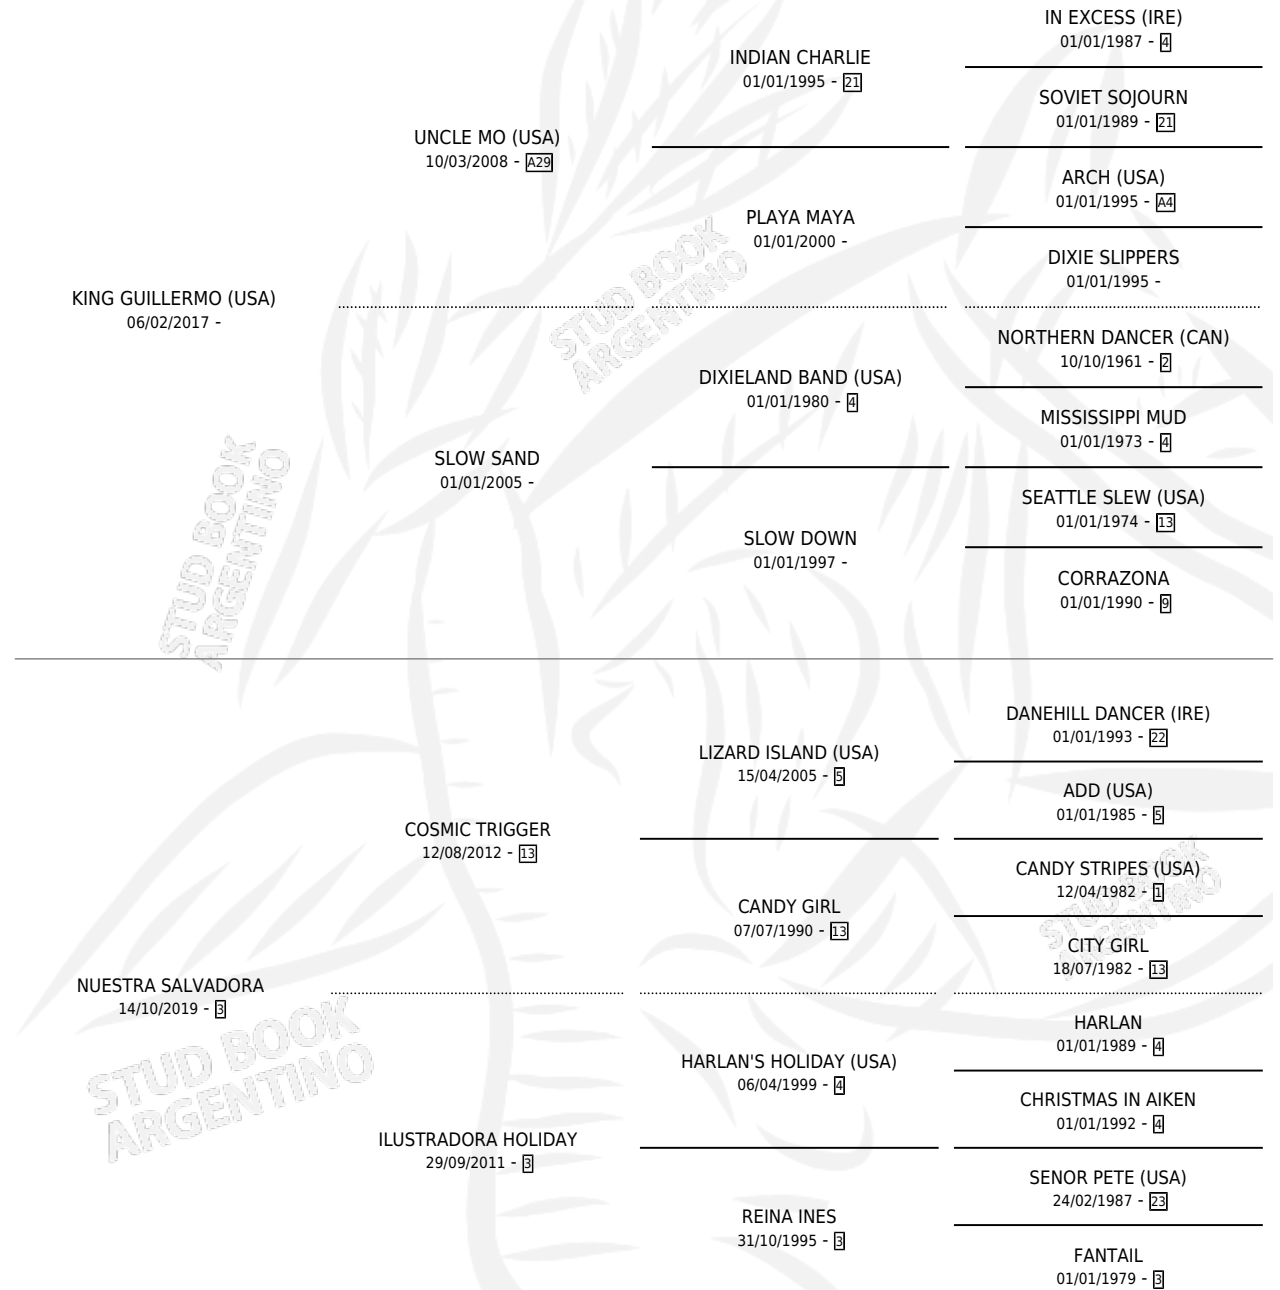 IN EXCESS (IRE)
01/01/1987 - 4
INDIAN CHARLIE
01/01/1995 - 21
SOVIET SOJOURN
01/01/1989 - 21
UNCLE MO (USA)
10/03/2008 - A29
ARCH (USA)
01/01/1995 - A4
PLAYA MAYA
01/01/2000 -
DIXIE SLIPPERS
01/01/1995 -
KING GUILLERMO (USA)
06/02/2017 -
NORTHERN DANCER (CAN)
10/10/1961 - 2
DIXIELAND BAND (USA)
01/01/1980 - 4
MISSISSIPPI MUD
01/01/1973 - 4
SLOW SAND
01/01/2005 -
SEATTLE SLEW (USA)
01/01/1974 - 13
SLOW DOWN
01/01/1997 -
CORRAZONA
01/01/1990 - 9
DANEHILL DANCER (IRE)
01/01/1993 - 22
LIZARD ISLAND (USA)
15/04/2005 - 5
ADD (USA)
01/01/1985 - 5
COSMIC TRIGGER
12/08/2012 - 13
CANDY STRIPES (USA)
12/04/1982 - 1
CANDY GIRL
07/07/1990 - 13
CITY GIRL
18/07/1982 - 13
NUESTRA SALVADORA
14/10/2019 - 3
HARLAN
01/01/1989 - 4
HARLAN'S HOLIDAY (USA)
06/04/1999 - 4
CHRISTMAS IN AIKEN
01/01/1992 - 4
ILUSTRADORA HOLIDAY
29/09/2011 - 3
SENOR PETE (USA)
24/02/1987 - 23
REINA INES
31/10/1995 - 3
FANTAIL
01/01/1979 - 3
STUD BOOK
ARGENTINO
STUD BOOK
ARGENTINO
STUD BOOK
ARGENTINO
STUD BOOK
ARGENTINO